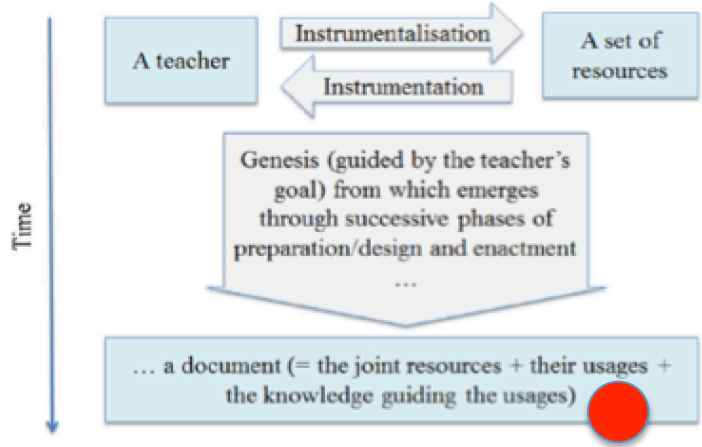 A teacher
Instrumentalisation
Instrumentation
A set of
resources
Genesis (guided by the teacher's
goal) from which emerges
through successive phases of
preparation/design and enactment
...
Time
... a document (= the joint resources + their usages +
the knowledge guiding the usages)